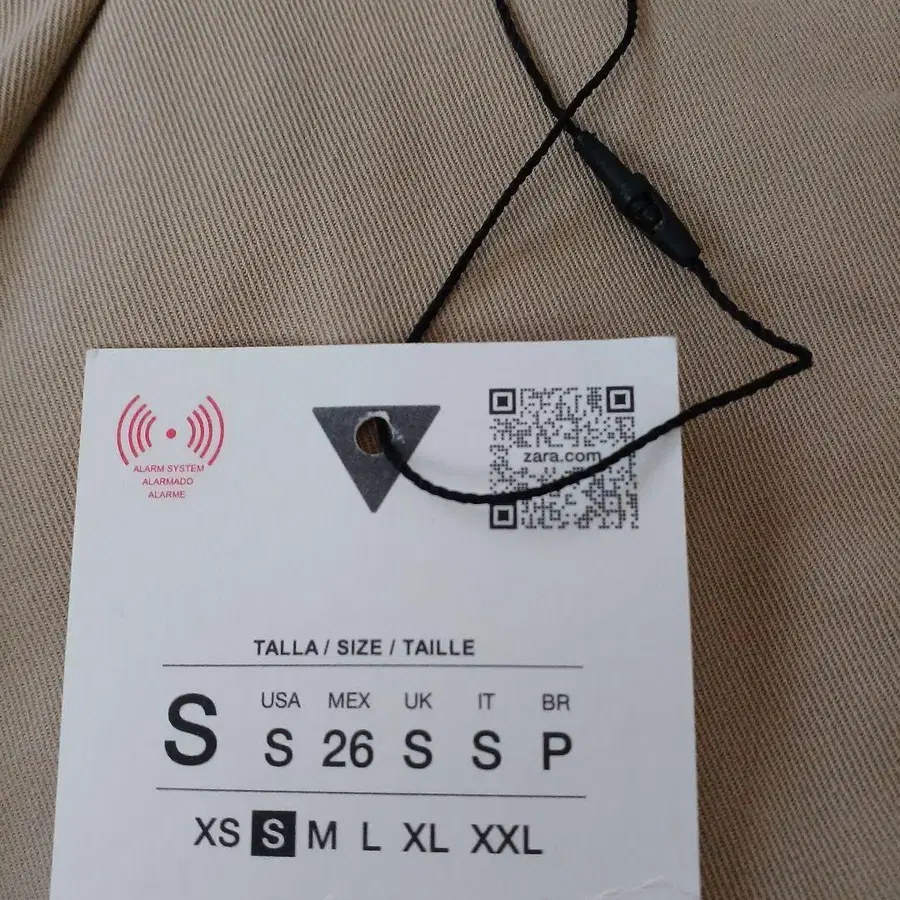 ALARM SYSTEM
ALARMADO
ALARME
zara.com
TALLA / SIZE / TAILLE
S
USA MEX UK IT BR
S 26 S S P
XS S M L XL XXL